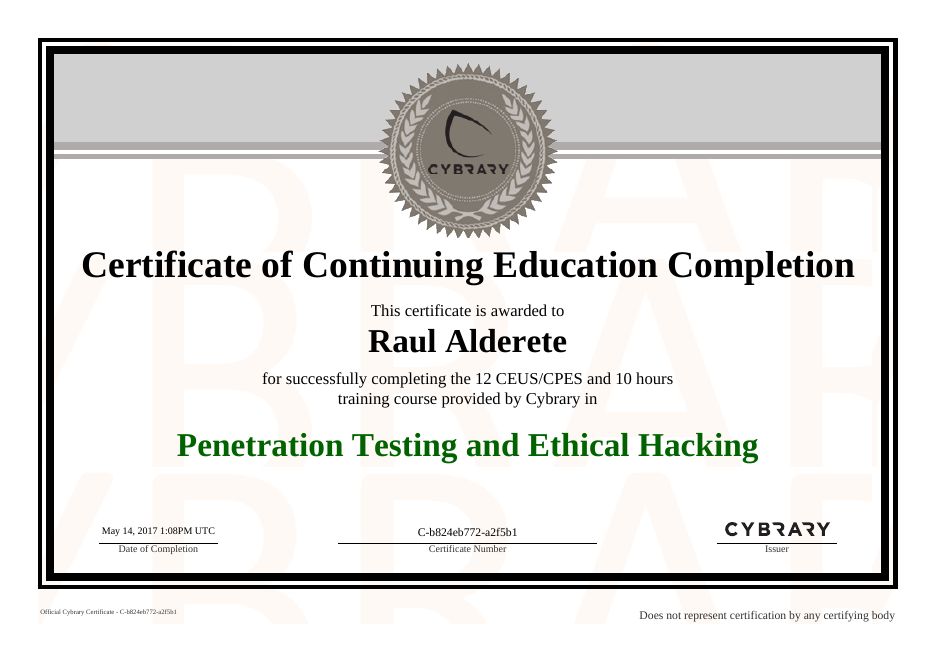 CYBRARY
Certificate of Continuing Education Completion
This certificate is awarded to
Raul Alderete
for successfully completing the 12 CEUS/CPES and 10 hours
training course provided by Cybrary in
Penetration Testing and Ethical Hacking
May 14, 2017 1:08PM UTC
Date of Completion
C-b824eb772-a2f5b1
Certificate Number
CYBRARY
Issuer
Official Cybrary Certificate - C-b824eb772-a2f5b1
Does not represent certification by any certifying body